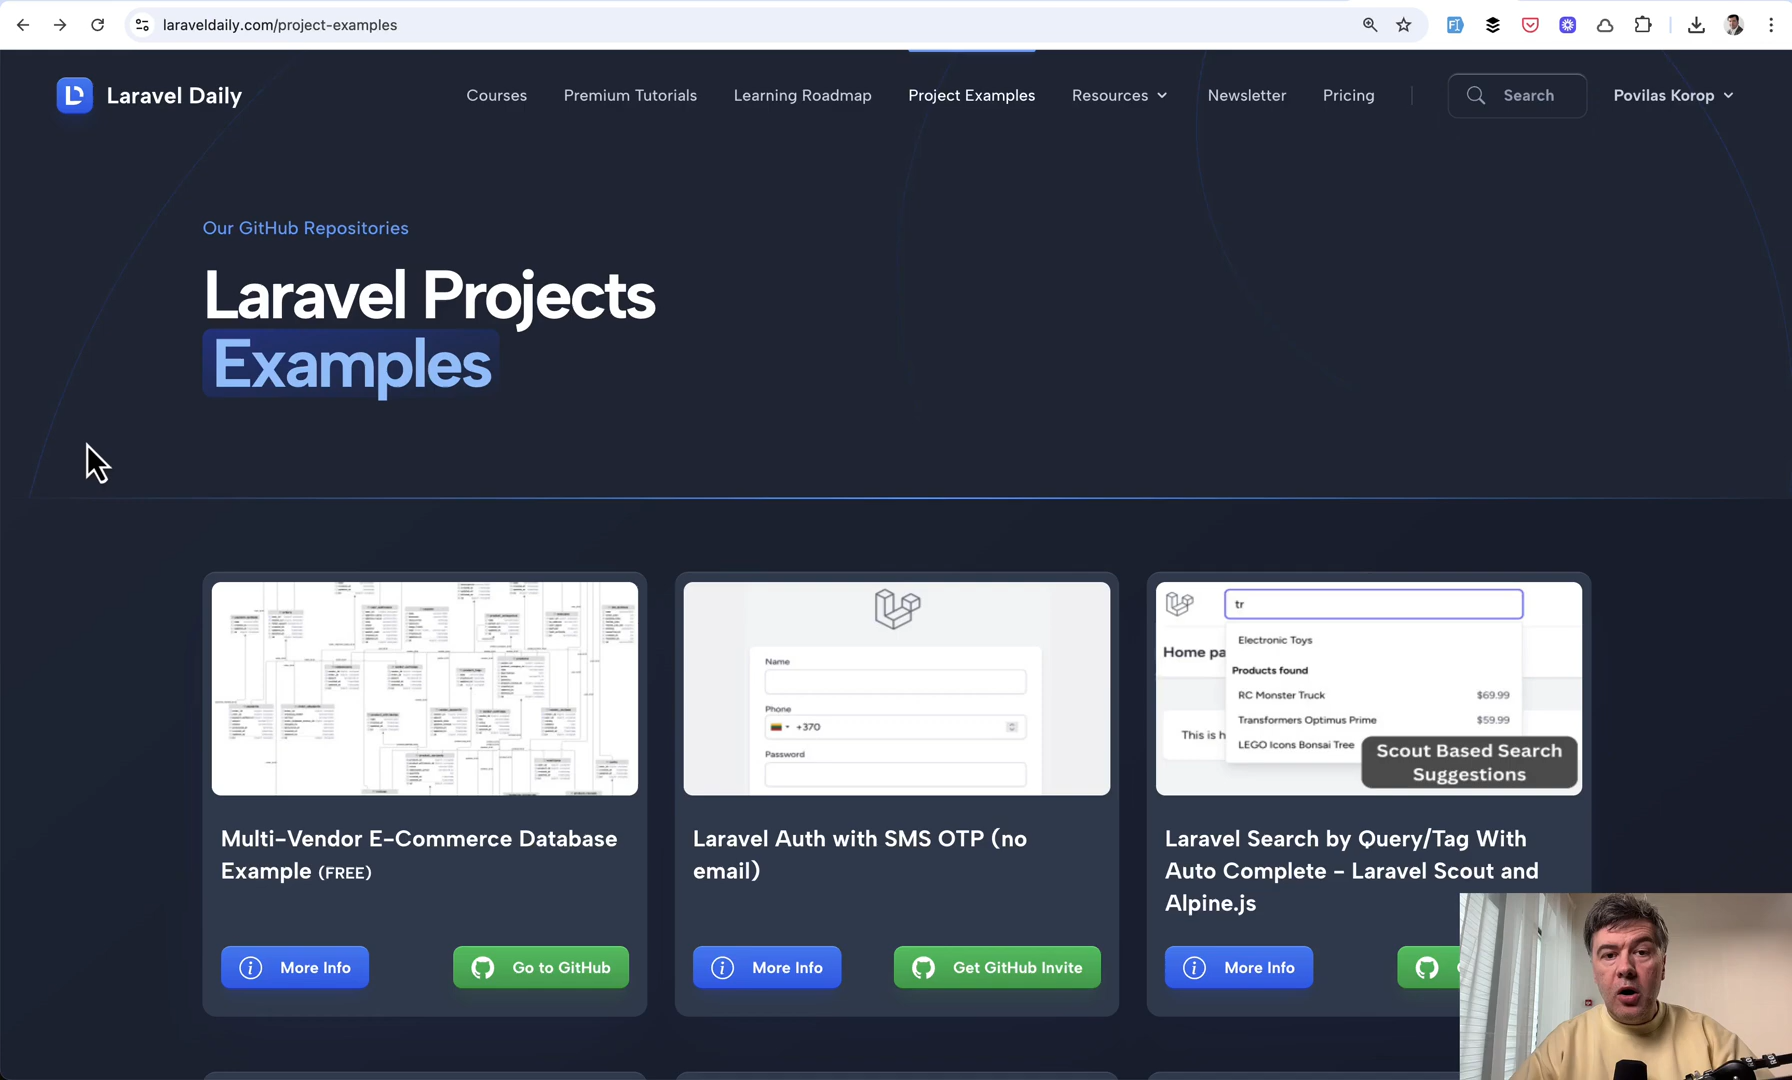 laraveldaily.com/project-examples
Laravel Daily
Courses
Premium Tutorials
Learning Roadmap
Project Examples
Resources
Newsletter
Pricing
Search
Povilas Korop
Our GitHub Repositories
Laravel Projects
Examples
Name
Phone
+370
Password
tr
Electronic Toys
Home pa
Products found
RC Monster Truck
$69.99
Transformers Optimus Prime
$59.99
This is h
LEGO Icons Bonsai Tree
Scout Based Search
Suggestions
Multi-Vendor E-Commerce Database
Example (FREE)
More Info
Go to GitHub
Laravel Auth with SMS OTP (no
email)
More Info
Get GitHub Invite
Laravel Search by Query/Tag With
Auto Complete - Laravel Scout and
Alpine.js
More Info